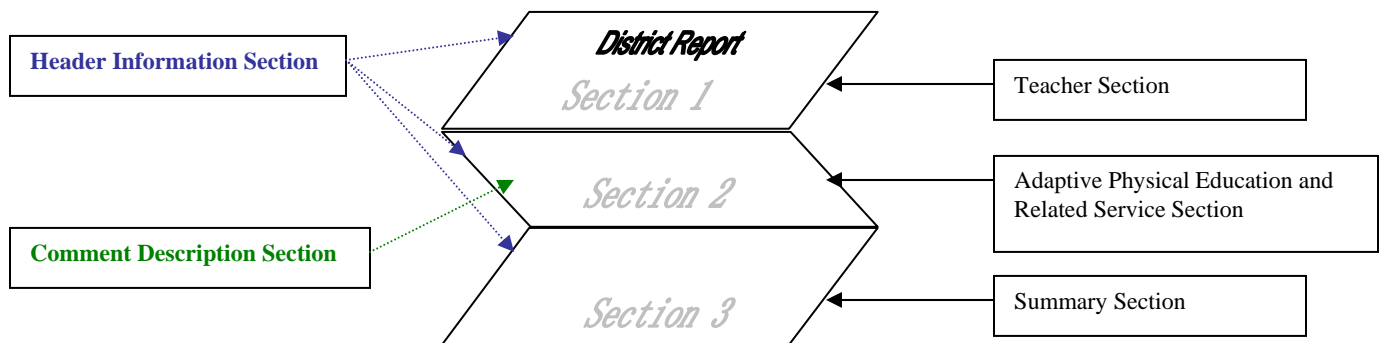 District Report
Header Information Section
Section 1
Teacher Section
Section 2
Adaptive Physical Education and
Related Service Section
Comment Description Section
Section 3
Summary Section